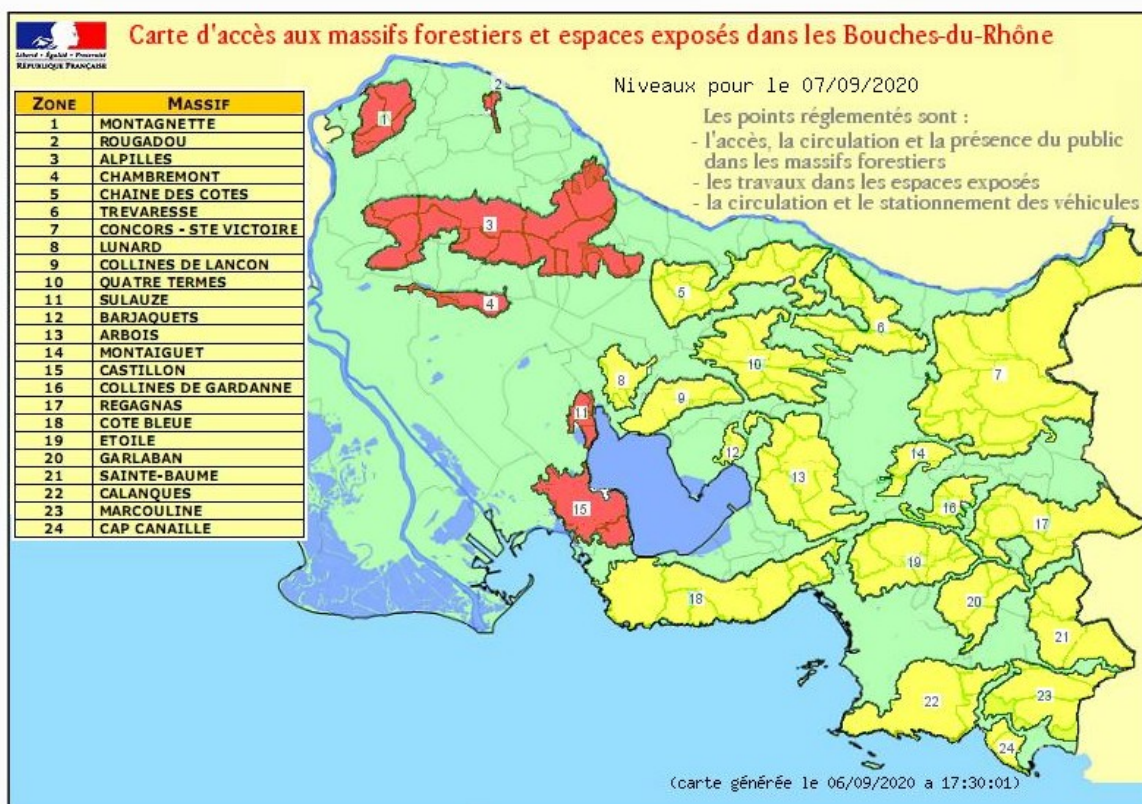 Carte d'accès aux massifs forestiers et espaces exposés dans les Bouches-du-Rhône
Liberté • Égalité • Fraternité
RÉPUBLIQUE FRANÇAISE
Niveaux pour le 07/09/2020
Les points réglementés sont :
- l'accès, la circulation et la présence du public
dans les massifs forestiers
- les travaux dans les espaces exposés
- la circulation et le stationnement des véhicules
ZONE MASSIF
1 MONTAGNETTE
2 ROUGADOU
3 ALPILLES
4 CHAMBREMONT
5 CHAINE DES COTES
6 TREVARESSE
7 CONCORS - STE VICTOIRE
8 LUNARD
9 COLLINES DE LANCON
10 QUATRE TERMES
11 SULAUZE
12 BARJAQUETS
13 ARBOIS
14 MONTAIGUET
15 CASTILLON
16 COLLINES DE GARDANNE
17 REGAGNAS
18 COTE BLEUE
19 ETOILE
20 GARLABAN
21 SAINTE-BAUME
22 CALANQUES
23 MARCOULINE
24 CAP CANAILLE
2
1
3
4
5
6
7
8
9
10
11
12
13
14
15
16
17
18
19
20
21
22
23
24
(carte générée le 06/09/2020 a 17:30:01)